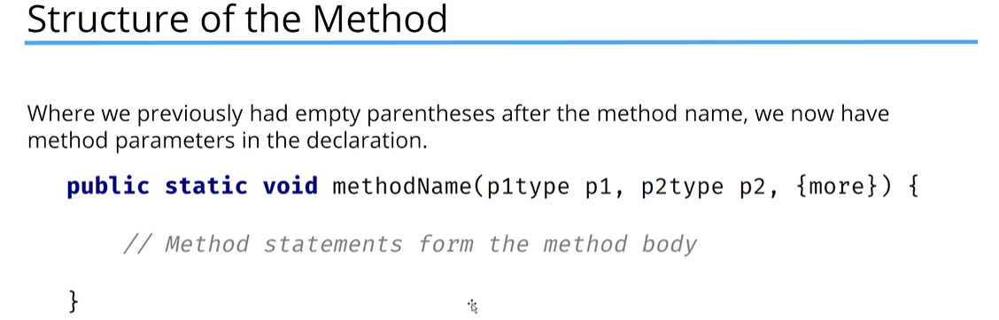 Structure of the Method
Where we previously had empty parentheses after the method name, we now have
method parameters in the declaration.
public static void methodName(p1type p1, p2type p2, {more}) {
// Method statements form the method body
}